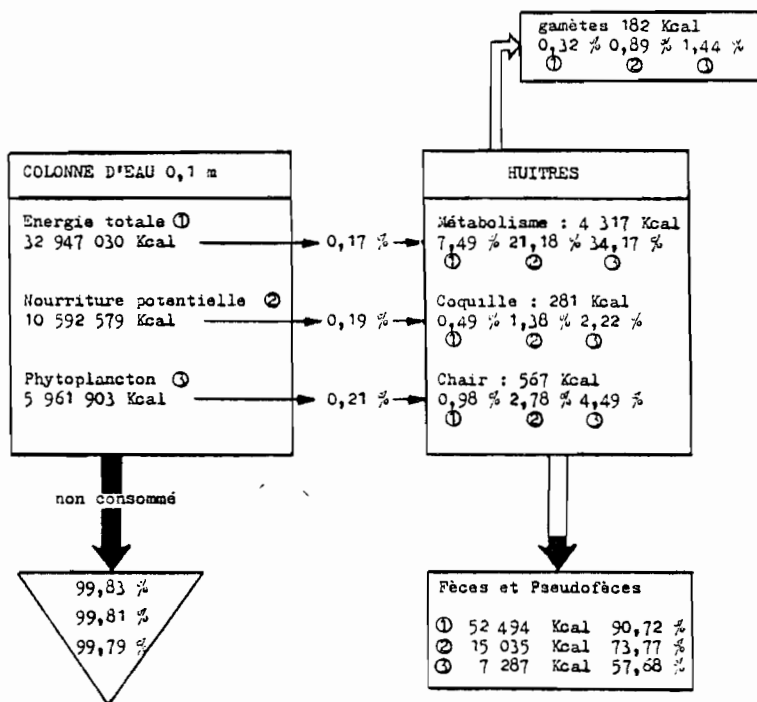 gamètes 182 Kcal
0,32 % 0,89 % 1,44 %
① ② ③
COLONNE D'EAU 0,1 m
Energie totale ①
32 947 030 Kcal
0,17 %
Nourriture potentielle ②
10 592 579 Kcal
0,19 %
Phytoplancton ③
5 961 903 Kcal
0,21 %
HUITRES
Métabolisme : 4 317 Kcal
7,49 % 21,18 % 34,17 %
① ② ③
Coquille : 281 Kcal
0,49 % 1,38 % 2,22 %
① ② ③
Chair : 567 Kcal
0,98 % 2,78 % 4,49 %
① ② ③
non consommé
99,83 %
99,81 %
99,79 %
Fèces et Pseudofèces
① 52 494 Kcal 90,72 %
② 15 035 Kcal 73,77 %
③ 7 287 Kcal 57,68 %